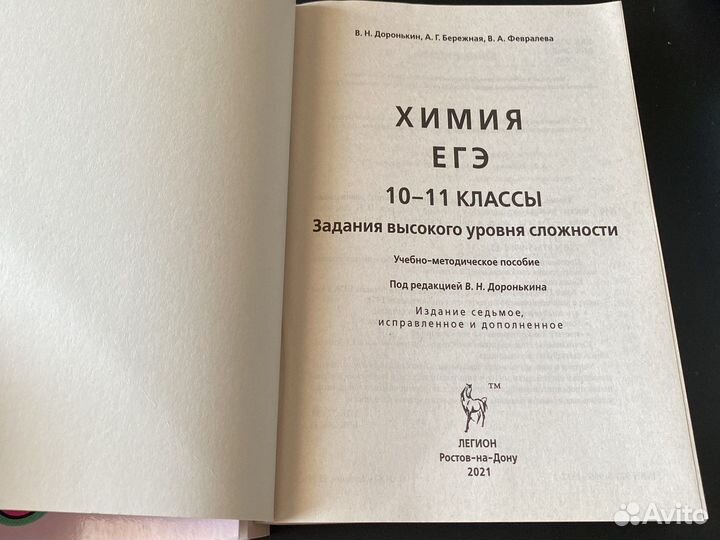 В. Н. Доронькин, А. Г. Бережная, В. А. Февралева
ХИМИЯ
ЕГЭ
10–11 КЛАССЫ
Задания высокого уровня сложности
Учебно-методическое пособие
Под редакцией В. Н. Доронькина
Издание седьмое,
исправленное и дополненное
TM
ЛЕГИОН
Ростов-на-Дону
2021
Avito